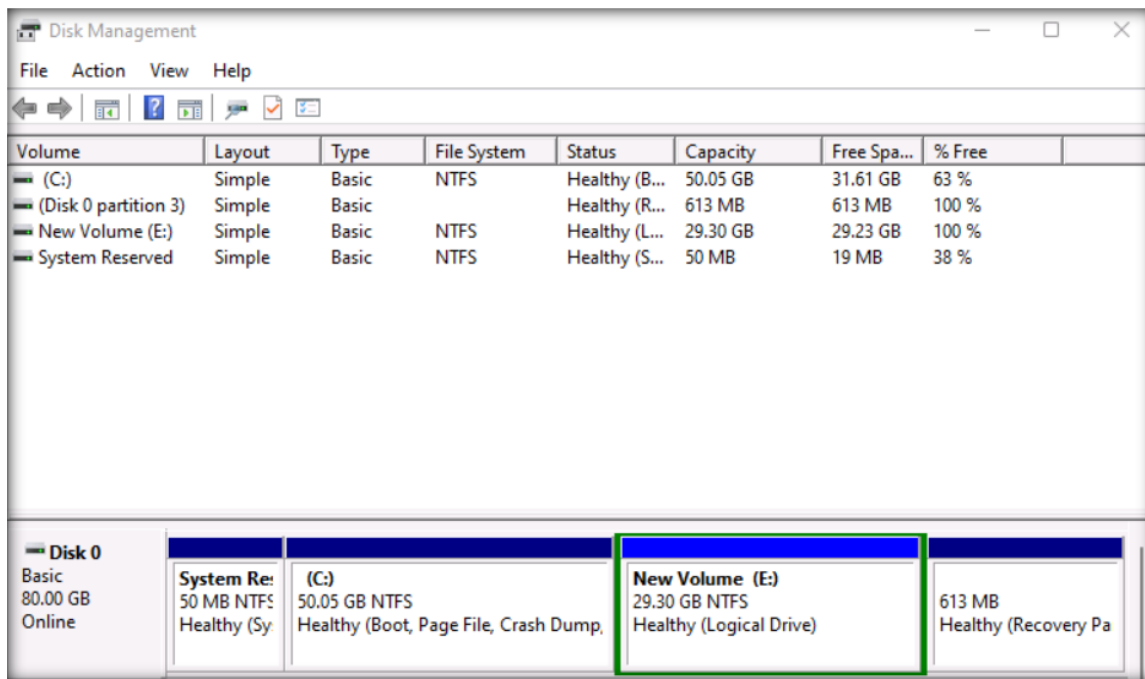 Disk Management
File Action View Help
Volume Layout Type File System Status Capacity Free Spa... % Free
(C:) Simple Basic NTFS Healthy (B... 50.05 GB 31.61 GB 63 %
(Disk 0 partition 3) Simple Basic Healthy (R... 613 MB 613 MB 100 %
New Volume (E:) Simple Basic NTFS Healthy (L... 29.30 GB 29.23 GB 100 %
System Reserved Simple Basic NTFS Healthy (S... 50 MB 19 MB 38 %
Disk 0
Basic
80.00 GB
Online
System Re
50 MB NTFS
Healthy (Sy
(C:)
50.05 GB NTFS
Healthy (Boot, Page File, Crash Dump,
New Volume (E:)
29.30 GB NTFS
Healthy (Logical Drive)
613 MB
Healthy (Recovery Pa